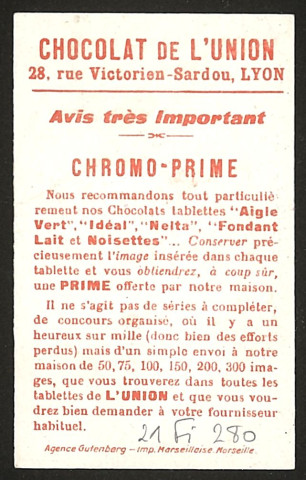 CHOCOLAT DE L'UNION
28, rue Victorien-Sardou, LYON
Avis très Important
CHROMO-PRIME
Nous recommandons tout particuliè
rement nos Chocolats tablettes "Aigle
Vert", "Idéal", "Nelta", "Fondant
Lait et Noisettes"... Conserver pré-
cieusement l'image insérée dans chaque
tablette et vous obtiendrez, à coup sûr,
une PRIME offerte par notre maison.
Il ne s'agit pas de séries à compléter,
de concours organisé, où il y a un
heureux sur mille (donc bien des efforts
perdus) mais d'un simple envoi à notre
maison de 50, 75, 100, 150, 200, 300 ima-
ges, que vous trouverez dans toutes les
tablettes de L'UNION et que vous vou-
drez bien demander à votre fournisseur
habituel.
21 Fi 280
Agence Gutenberg - Imp. Marseillaise, Marseille.